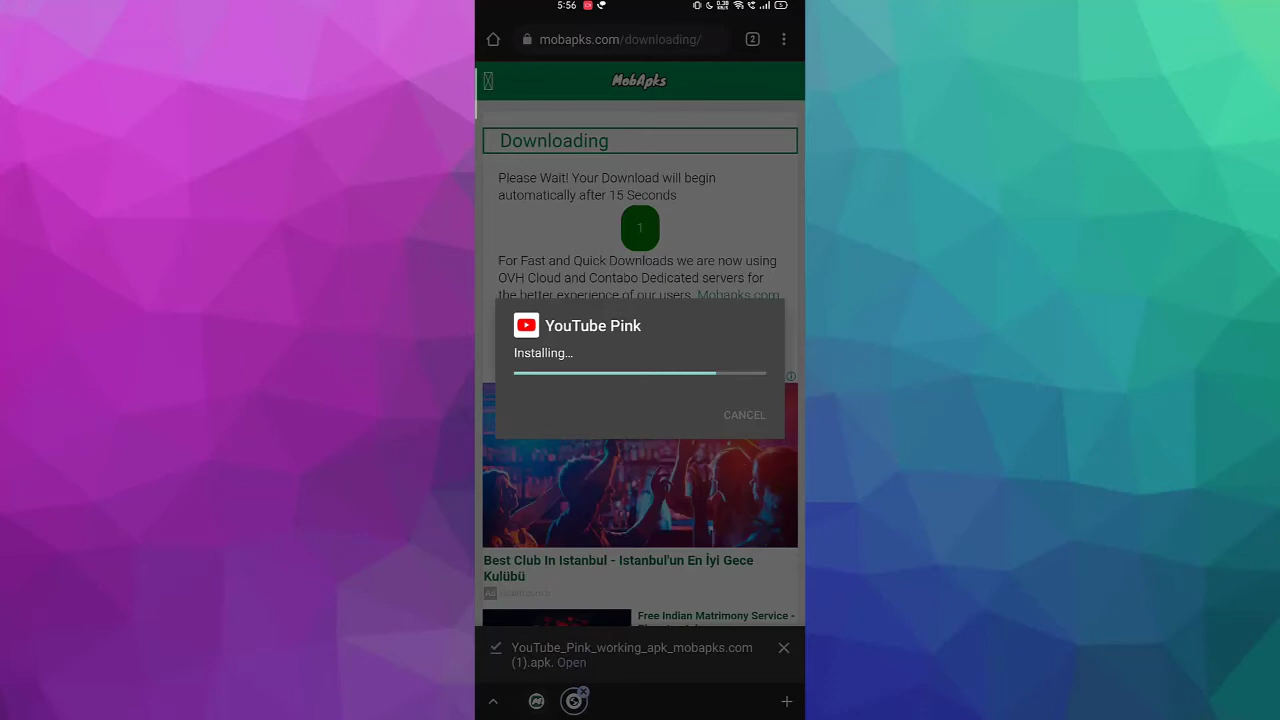 5:56
0.38 KB/S
mobapks.com/downloading/
2
MobApks
Downloading
Please Wait! Your Download will begin
automatically after 15 Seconds
1
For Fast and Quick Downloads we are now using
OVH Cloud and Contabo Dedicated servers for
the better experience of our users. Mobapks.com
YouTube Pink
Installing...
CANCEL
Best Club In Istanbul - Istanbul'un En İyi Gece
Kulübü
Ad
Free Indian Matrimony Service -
YouTube_Pink_working_apk_mobapks.com
(1).apk. Open